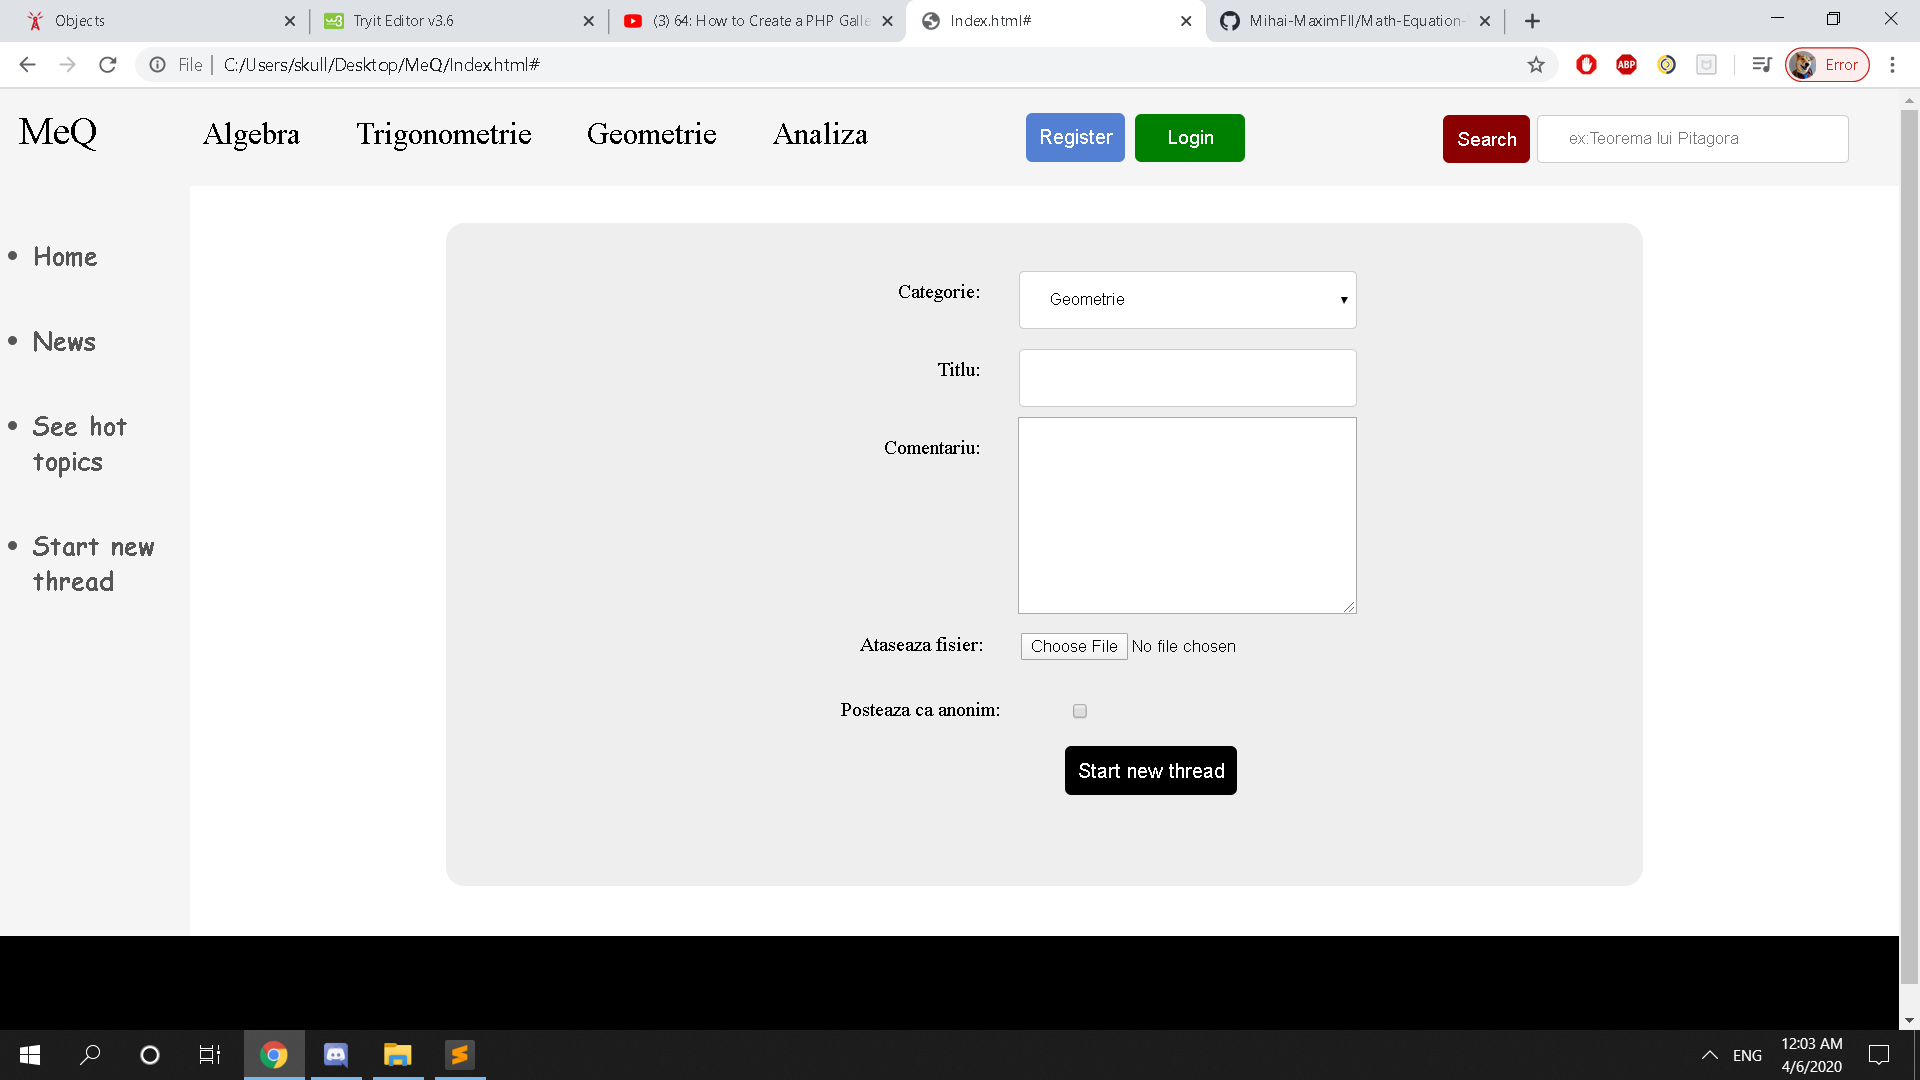 Objects
Tryit Editor v3.6
(3) 64: How to Create a PHP Galle
Index.html#
Mihai-MaximFII/Math-Equation-
File
C:/Users/skull/Desktop/MeQ/Index.html#
ABP
Error
MeQ
Algebra
Trigonometrie
Geometrie
Analiza
Register
Login
Search
ex:Teorema lui Pitagora
• Home
• News
• See hot
topics
• Start new
thread
Categorie:
Geometrie
Titlu:
Comentariu:
Ataseaza fisier:
Choose File No file chosen
Posteaza ca anonim:
Start new thread
ENG
12:03 AM
4/6/2020